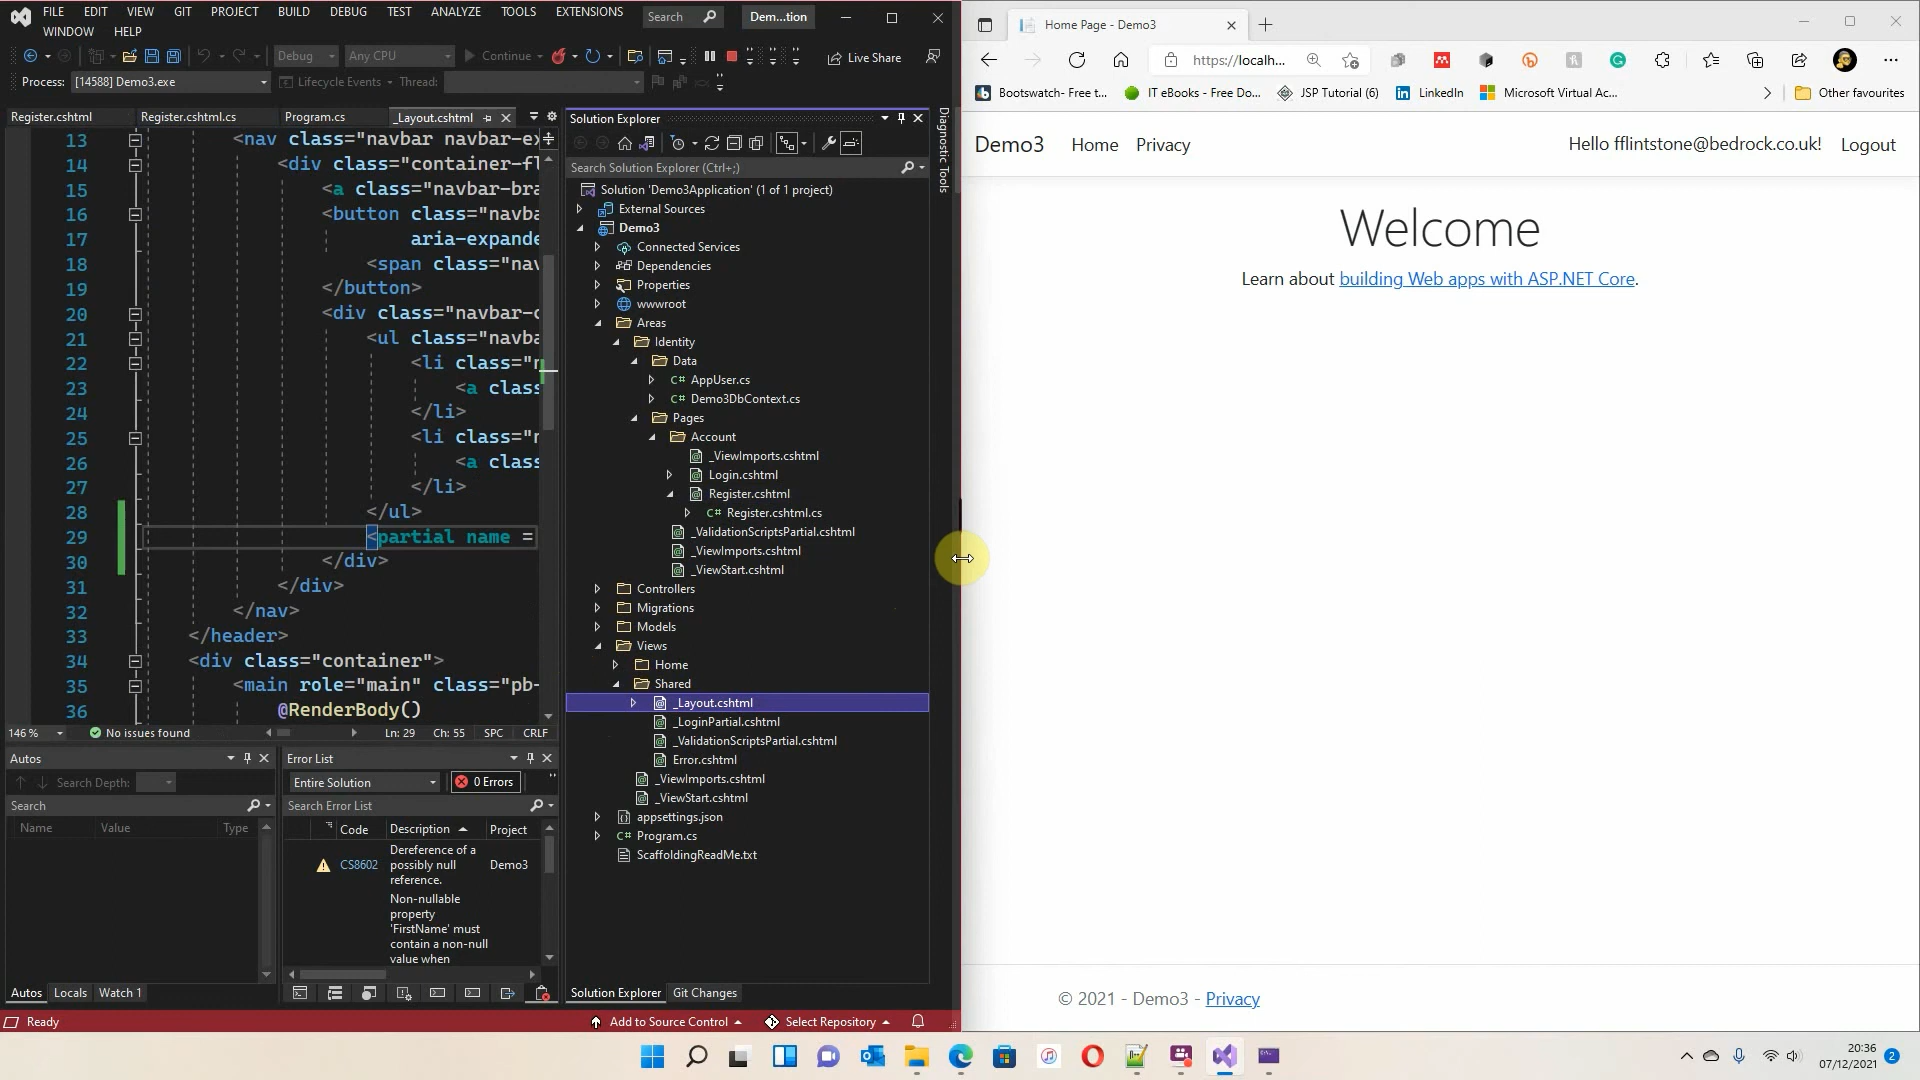 FILE EDIT VIEW GIT PROJECT BUILD DEBUG TEST ANALYZE TOOLS EXTENSIONS
WINDOW HELP
Search
Dem...tion
Debug Any CPU Continue Live Share
Process: [14588] Demo3.exe Lifecycle Events Thread:
Register.cshtml Register.cshtml.cs Program.cs _Layout.cshtml
13 <nav class="navbar navbar-ex
14 <div class="container-fl
15 <a class="navbar-bra
16 <button class="navba
17 aria-expande
18 <span class="nav
19 </button>
20 <div class="navbar-c
21 <ul class="navba
22 <li class="n
23 <a class
24 </li>
25 <li class="n
26 <a class
27 </li>
28 </ul>
29 <partial name =
30 </div>
31 </div>
32 </nav>
33 </header>
34 <div class="container">
35 <main role="main" class="pb-
36 @RenderBody()
146 % No issues found Ln: 29 Ch: 55 SPC CRLF
Autos
Search Depth:
Search
Name Value Type
Autos Locals Watch 1
Error List
Entire Solution 0 Errors
Search Error List
Code Description Project
CS8602 Dereference of a possibly null reference. Demo3
Non-nullable
property
'FirstName' must
contain a non-null
value when
Solution Explorer
Search Solution Explorer (Ctrl+;)
Solution 'Demo3Application' (1 of 1 project)
External Sources
Demo3
Connected Services
Dependencies
Properties
wwwroot
Areas
Identity
Data
C# AppUser.cs
C# Demo3DbContext.cs
Pages
Account
_ViewImports.cshtml
Login.cshtml
Register.cshtml
C# Register.cshtml.cs
_ValidationScriptsPartial.cshtml
_ViewImports.cshtml
_ViewStart.cshtml
Controllers
Migrations
Models
Views
Home
Shared
_Layout.cshtml
_LoginPartial.cshtml
_ValidationScriptsPartial.cshtml
Error.cshtml
_ViewImports.cshtml
_ViewStart.cshtml
appsettings.json
C# Program.cs
ScaffoldingReadMe.txt
Solution Explorer Git Changes
Diagnostic Tools
Ready Add to Source Control Select Repository
Home Page - Demo3
https://localh...
Bootswatch- Free t... IT eBooks - Free Do... JSP Tutorial (6) LinkedIn Microsoft Virtual Ac... Other favourites
Demo3 Home Privacy Hello fflintstone@bedrock.co.uk! Logout
Welcome
Learn about building Web apps with ASP.NET Core.
© 2021 - Demo3 - Privacy
20:36
07/12/2021
2